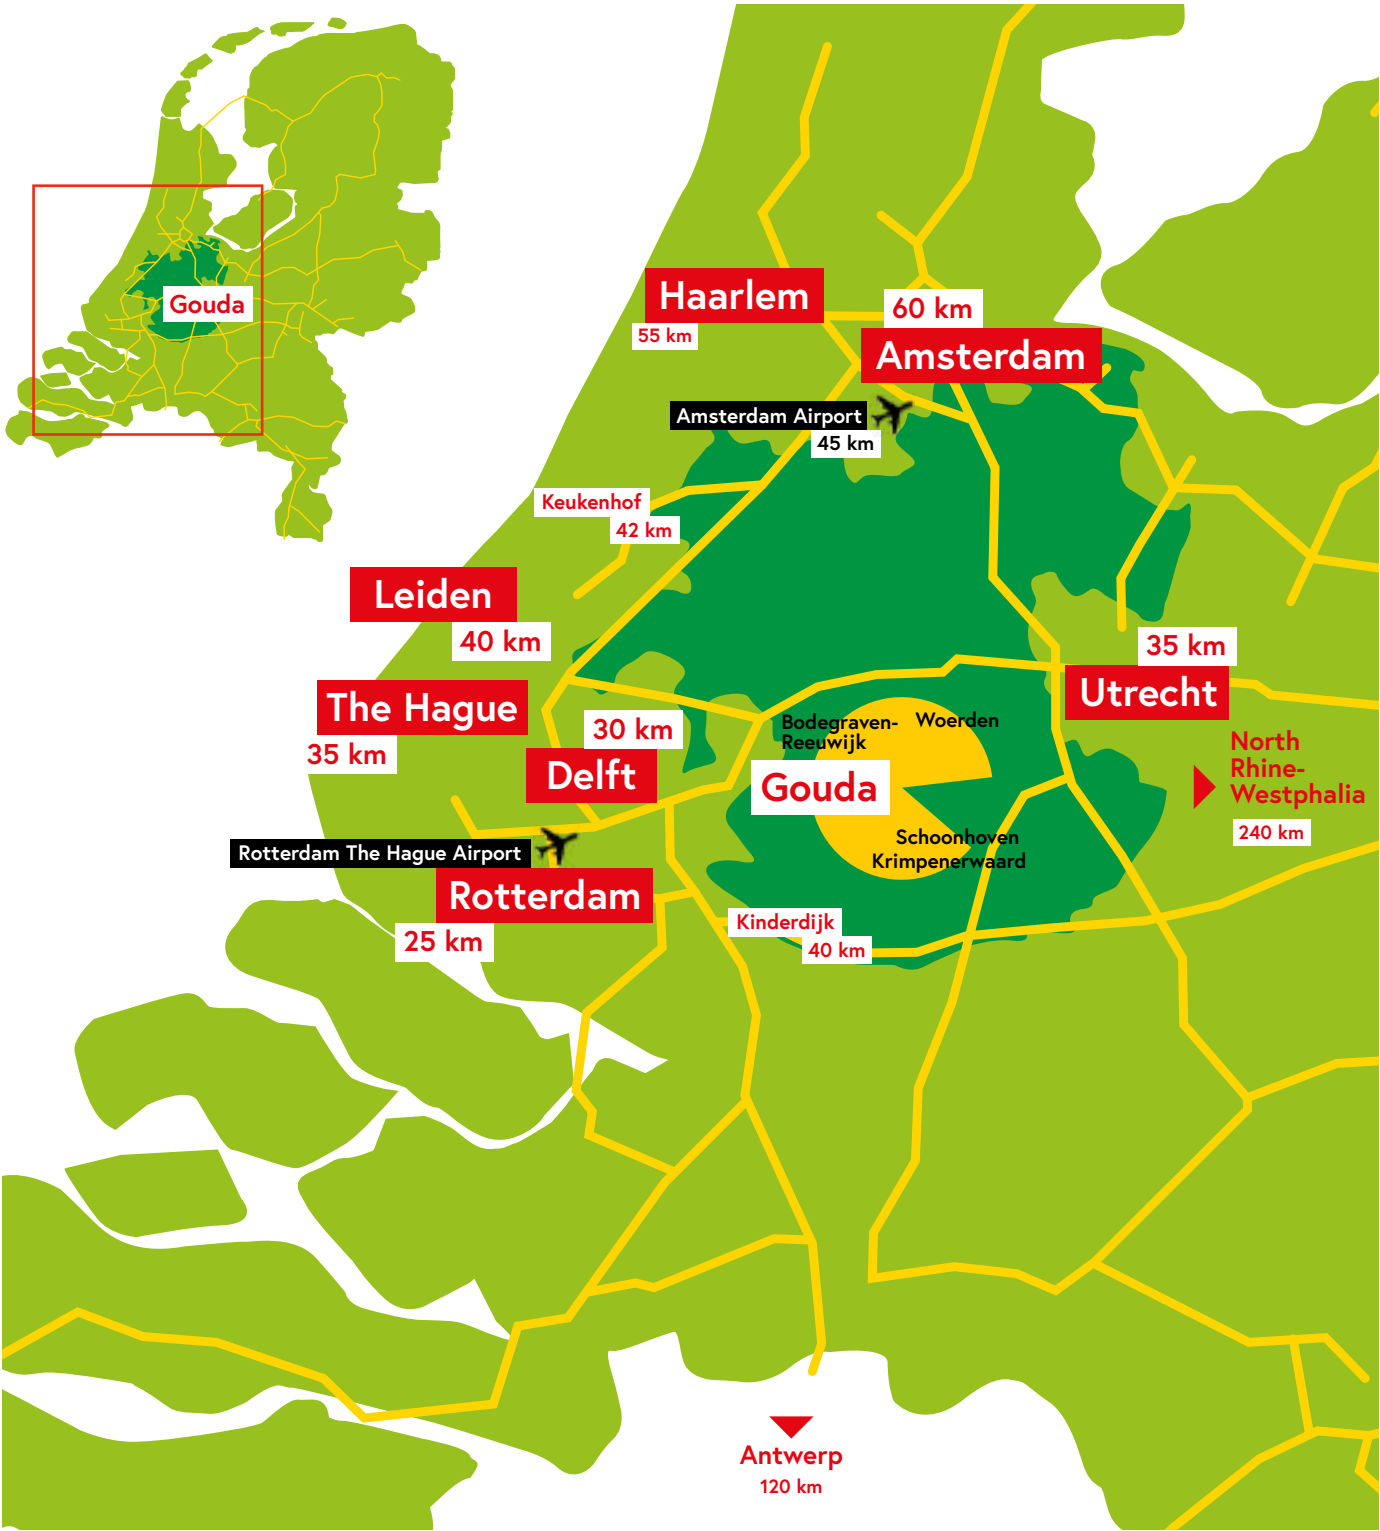 Gouda
Haarlem
55 km
60 km
Amsterdam
Amsterdam Airport
45 km
Keukenhof
42 km
Leiden
40 km
The Hague
35 km
30 km
Delft
35 km
Utrecht
Bodegraven-
Reeuwijk
Woerden
Gouda
Schoonhoven
Krimpenerwaard
North
Rhine-
Westphalia
240 km
Rotterdam The Hague Airport
Rotterdam
25 km
Kinderdijk
40 km
Antwerp
120 km